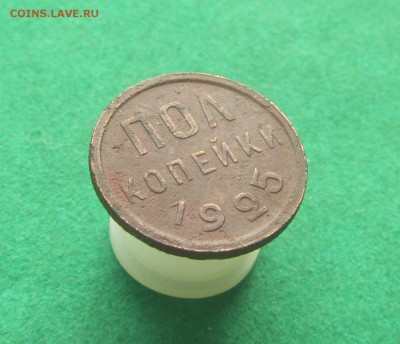 COINS.LAVE.RU
ПОЛ
КОПЕЙКИ
1925